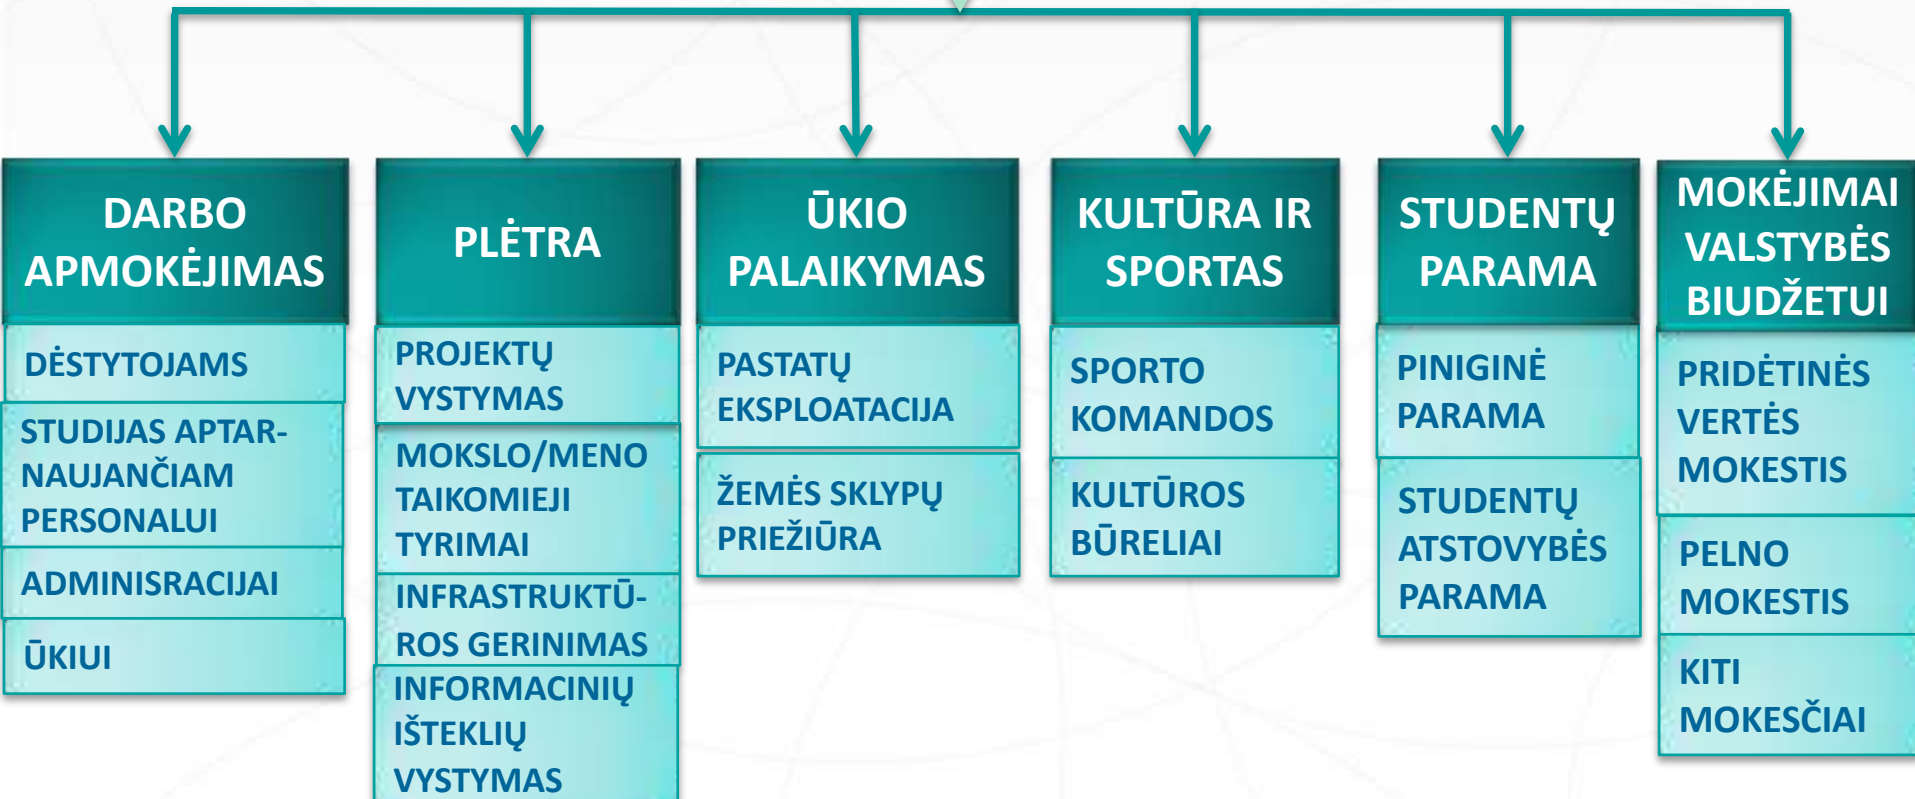 DARBO
APMOKĖJIMAS
DĖSTYTOJAMS
STUDIJAS APTAR-
NAUJANČIAM
PERSONALUI
ADMINISRACIJAI
ŪKIUI
PLĖTRA
PROJEKTŲ
VYSTYMAS
MOKSLO/MENO
TAIKOMIEJI
TYRIMAI
INFRASTRUKTŪ-
ROS GERINIMAS
INFORMACINIŲ
IŠTEKLIŲ
VYSTYMAS
ŪKIO
PALAIKYMAS
PASTATŲ
EKSPLOATACIJA
ŽEMĖS SKLYPŲ
PRIEŽIŪRA
KULTŪRA IR
SPORTAS
SPORTO
KOMANDOS
KULTŪROS
BŪRELIAI
STUDENTŲ
PARAMA
PINIGINĖ
PARAMA
STUDENTŲ
ATSTOVYBĖS
PARAMA
MOKĖJIMAI
VALSTYBĖS
BIUDŽETUI
PRIDĖTINĖS
VERTĖS
MOKESTIS
PELNO
MOKESTIS
KITI
MOKESČIAI